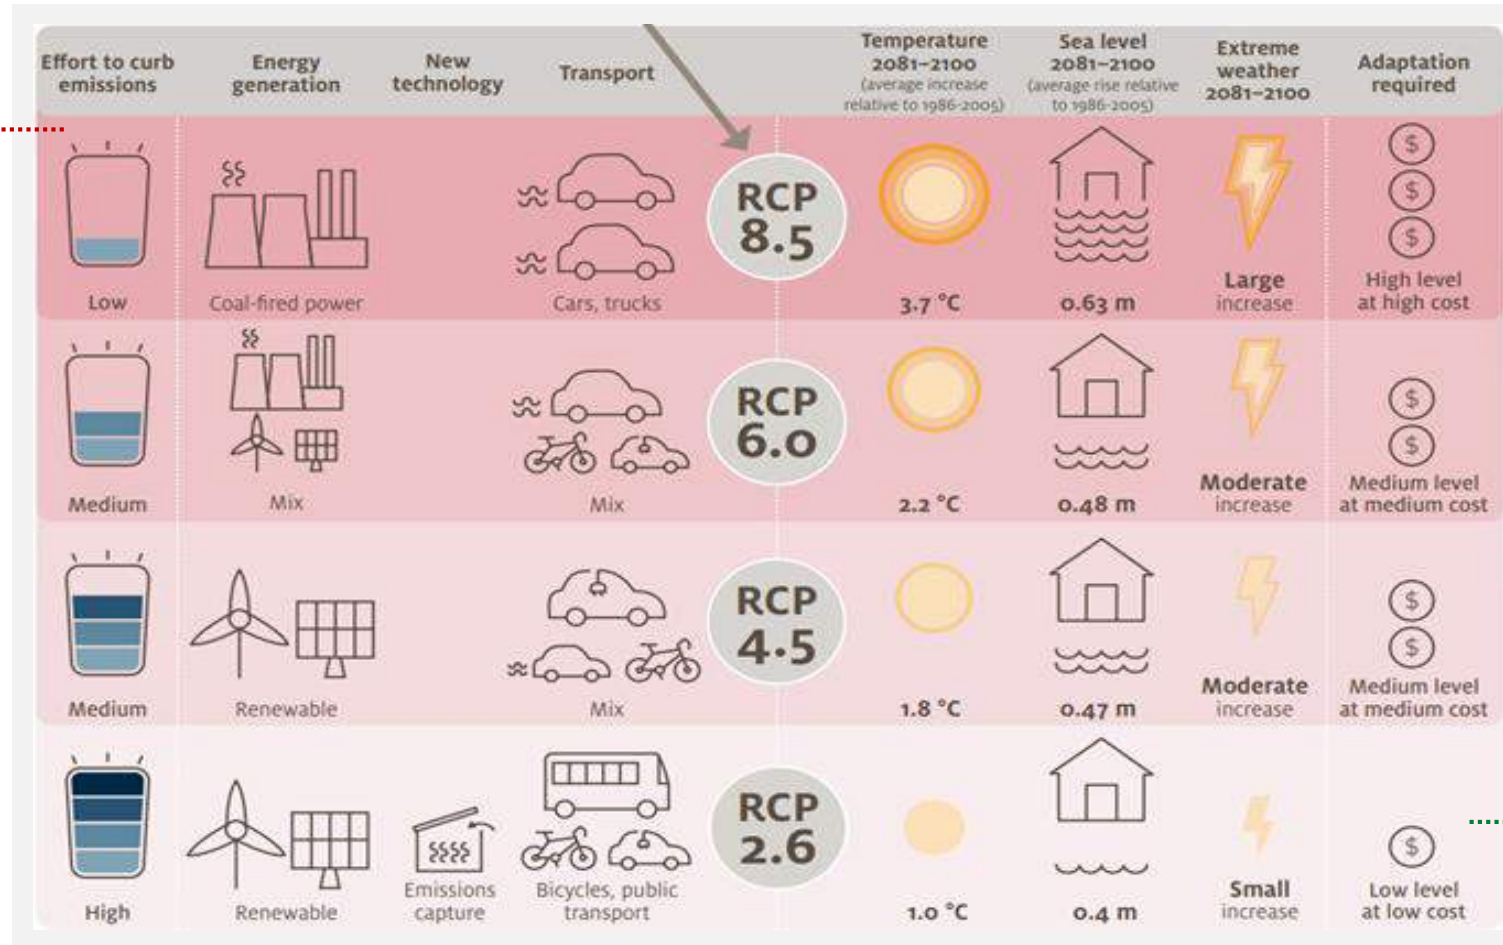 Effort to curb
emissions
Energy
generation
New
technology
Transport
Temperature
2081–2100
(average increase
relative to 1986-2005)
Sea level
2081–2100
(average rise relative
to 1986-2005)
Extreme
weather
2081–2100
Adaptation
required
Low
Coal-fired power
Cars, trucks
RCP
8.5
3.7 °C
0.63 m
Large
increase
$
$
$
High level
at high cost
Medium
Mix
Mix
RCP
6.0
2.2 °C
0.48 m
Moderate
increase
$
$
Medium level
at medium cost
Medium
Renewable
Mix
RCP
4.5
1.8 °C
0.47 m
Moderate
increase
$
$
Medium level
at medium cost
High
Renewable
Emissions
capture
Bicycles, public
transport
RCP
2.6
1.0 °C
0.4 m
Small
increase
$
Low level
at low cost